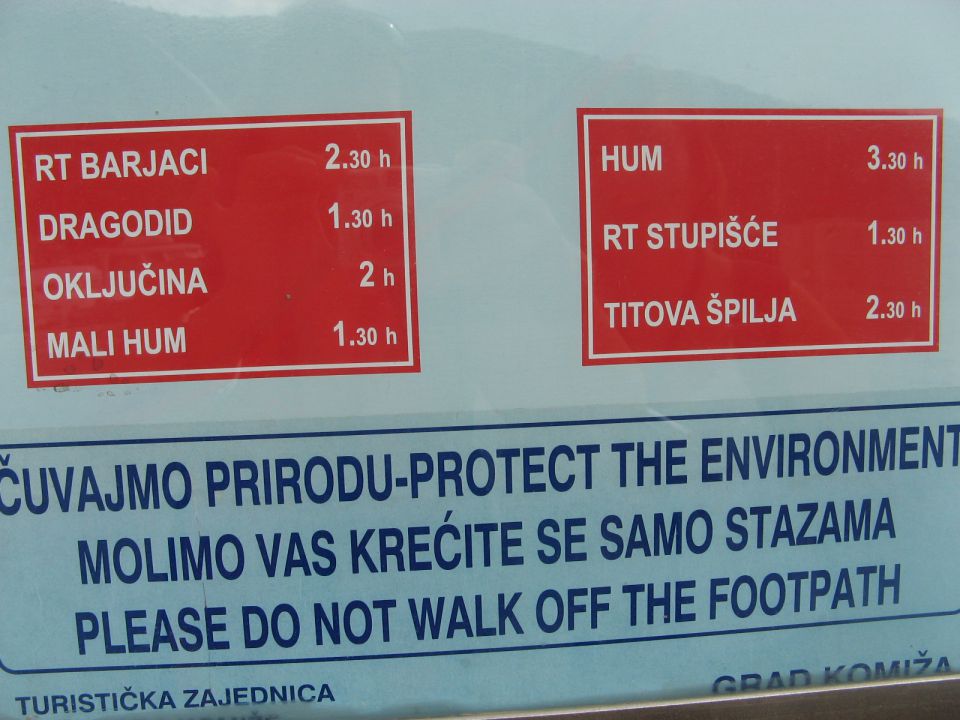 RT BARJACI 2.30 h
DRAGODID 1.30 h
OKLJUČINA 2 h
MALI HUM 1.30 h
HUM 3.30 h
RT STUPIŠĆE 1.30 h
TITOVA ŠPILJA 2.30 h
ČUVAJMO PRIRODU-PROTECT THE ENVIRONMENT
MOLIMO VAS KREĆITE SE SAMO STAZAMA
PLEASE DO NOT WALK OFF THE FOOTPATH
TURISTIČKA ZAJEDNICA
GRAD KOMIŽA